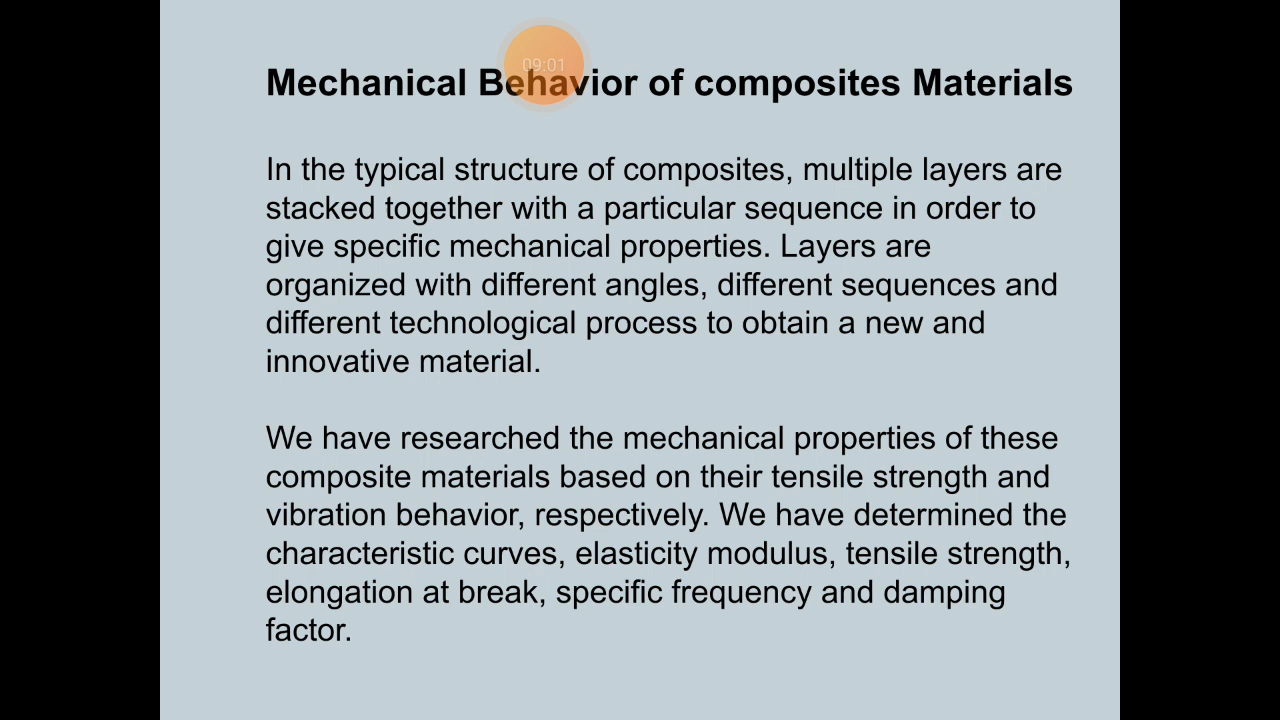 09:01
Mechanical Behavior of composites Materials
In the typical structure of composites, multiple layers are
stacked together with a particular sequence in order to
give specific mechanical properties. Layers are
organized with different angles, different sequences and
different technological process to obtain a new and
innovative material.
We have researched the mechanical properties of these
composite materials based on their tensile strength and
vibration behavior, respectively. We have determined the
characteristic curves, elasticity modulus, tensile strength,
elongation at break, specific frequency and damping
factor.